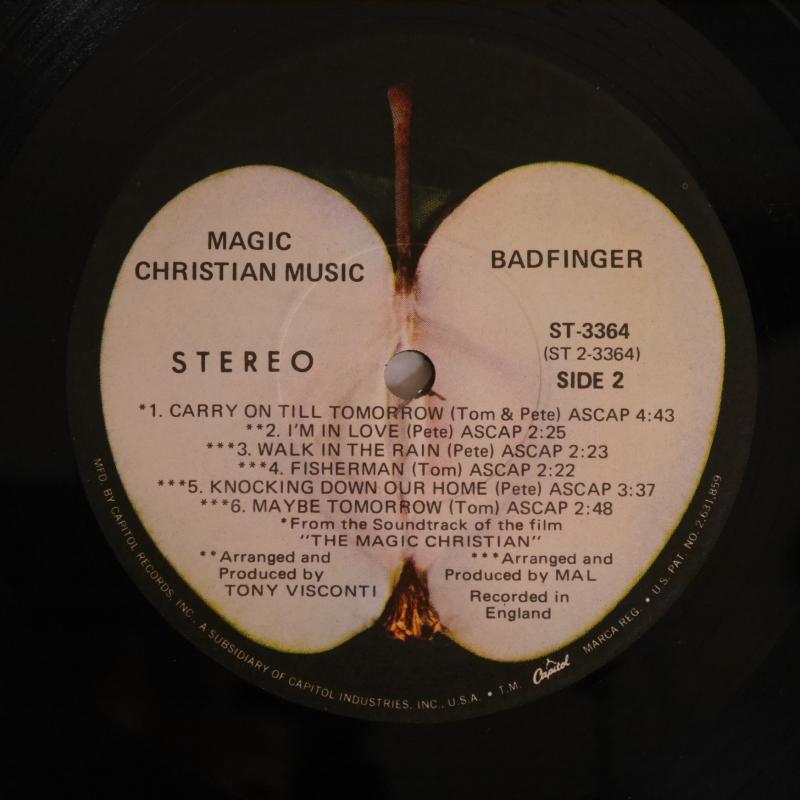 MAGIC
CHRISTIAN MUSIC
BADFINGER
STEREO
ST-3364
(ST 2-3364)
SIDE 2
*1. CARRY ON TILL TOMORROW (Tom & Pete) ASCAP 4:43
**2. I'M IN LOVE (Pete) ASCAP 2:25
***3. WALK IN THE RAIN (Pete) ASCAP 2:23
***4. FISHERMAN (Tom) ASCAP 2:22
***5. KNOCKING DOWN OUR HOME (Pete) ASCAP 3:37
***6. MAYBE TOMORROW (Tom) ASCAP 2:48
*From the Soundtrack of the film
"THE MAGIC CHRISTIAN"
**Arranged and
Produced by
TONY VISCONTI
***Arranged and
Produced by MAL
Recorded in
England
MFD. BY CAPITOL RECORDS, INC., A SUBSIDIARY OF CAPITOL INDUSTRIES, INC., U.S.A. • T.M. Capitol MARCA REG. • U.S. PAT. NO. 2,631,859